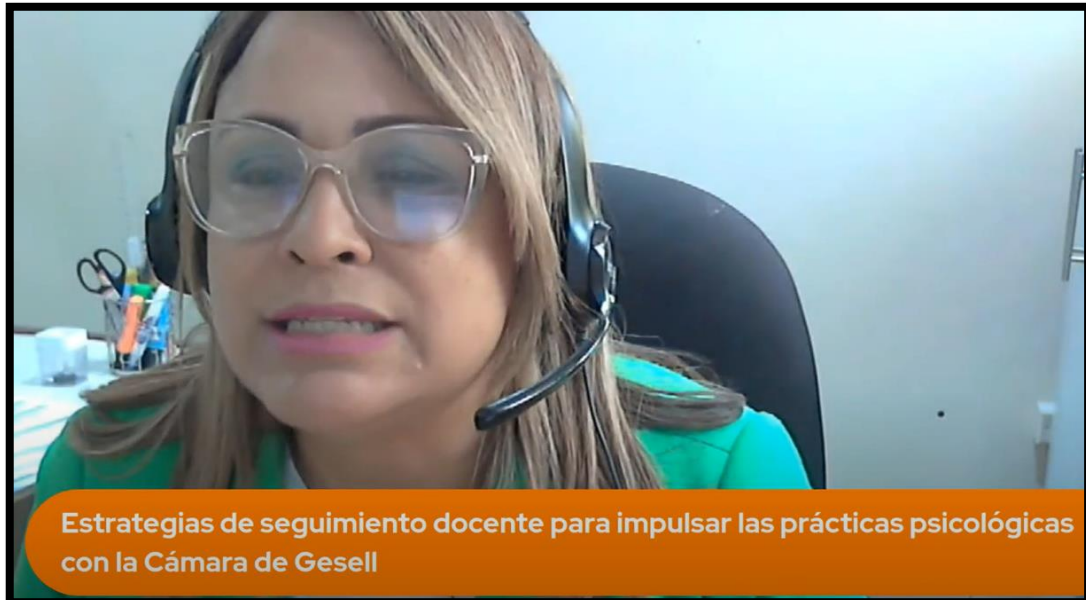 Estrategias de seguimiento docente para impulsar las prácticas psicológicas
con la Cámara de Gesell